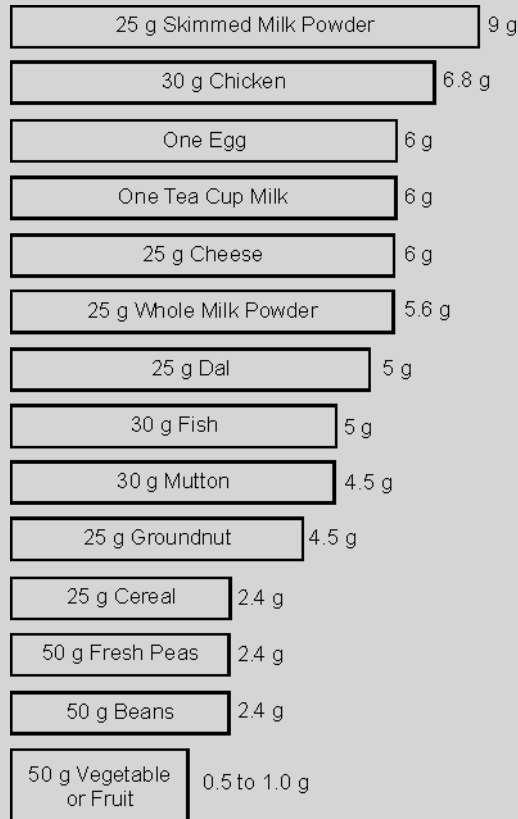 25 g Skimmed Milk Powder 9 g
30 g Chicken 6.8 g
One Egg 6 g
One Tea Cup Milk 6 g
25 g Cheese 6 g
25 g Whole Milk Powder 5.6 g
25 g Dal 5 g
30 g Fish 5 g
30 g Mutton 4.5 g
25 g Groundnut 4.5 g
25 g Cereal 2.4 g
50 g Fresh Peas 2.4 g
50 g Beans 2.4 g
50 g Vegetable
or Fruit 0.5 to 1.0 g